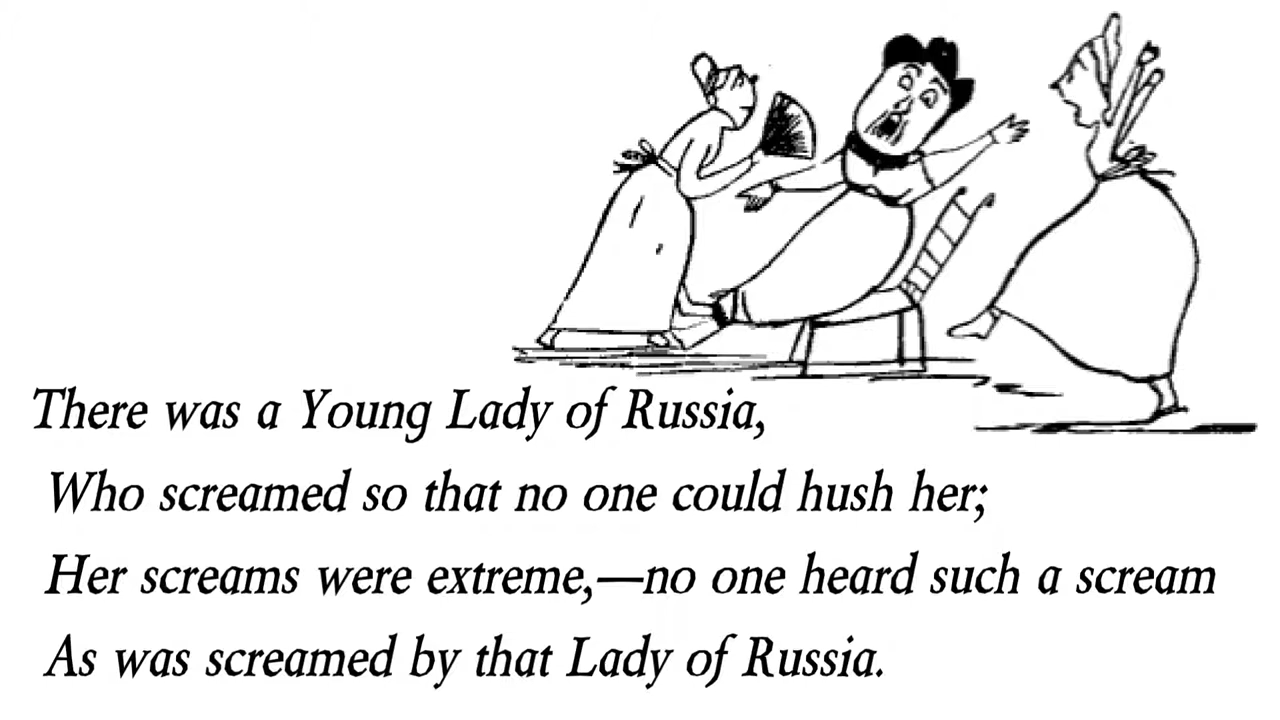 There was a Young Lady of Russia,
Who screamed so that no one could hush her;
Her screams were extreme,—no one heard such a scream
As was screamed by that Lady of Russia.